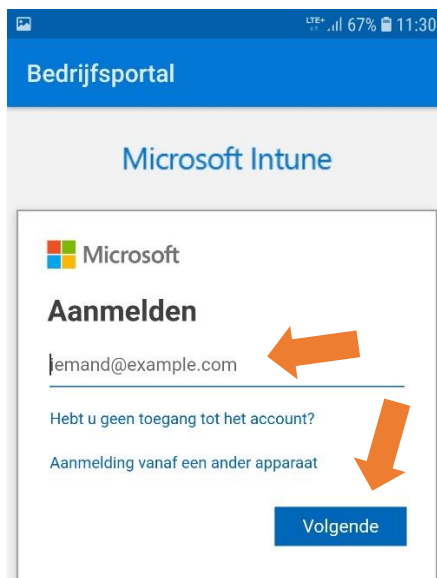 LTE+ 67% 11:30
Bedrijfsportal
Microsoft Intune
Microsoft
Aanmelden
iemand@example.com
Hebt u geen toegang tot het account?
Aanmelding vanaf een ander apparaat
Volgende